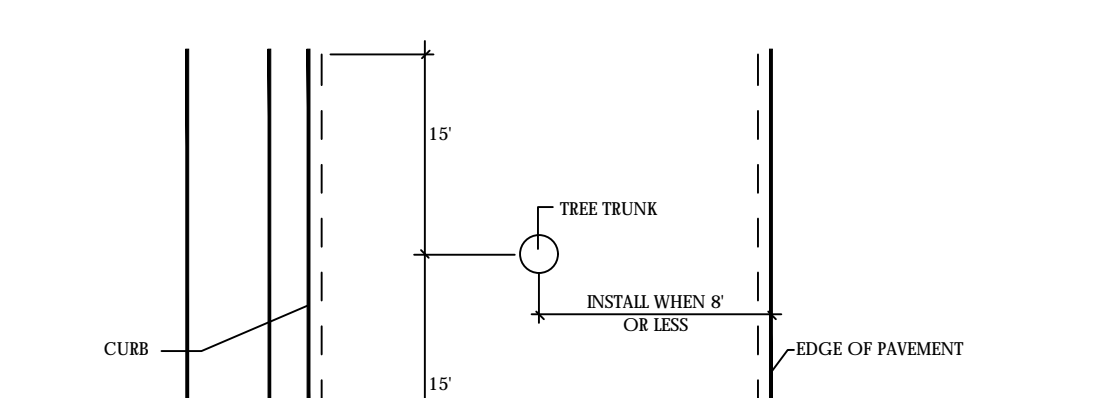 15'
TREE TRUNK
INSTALL WHEN 8'
OR LESS
CURB
EDGE OF PAVEMENT
15'